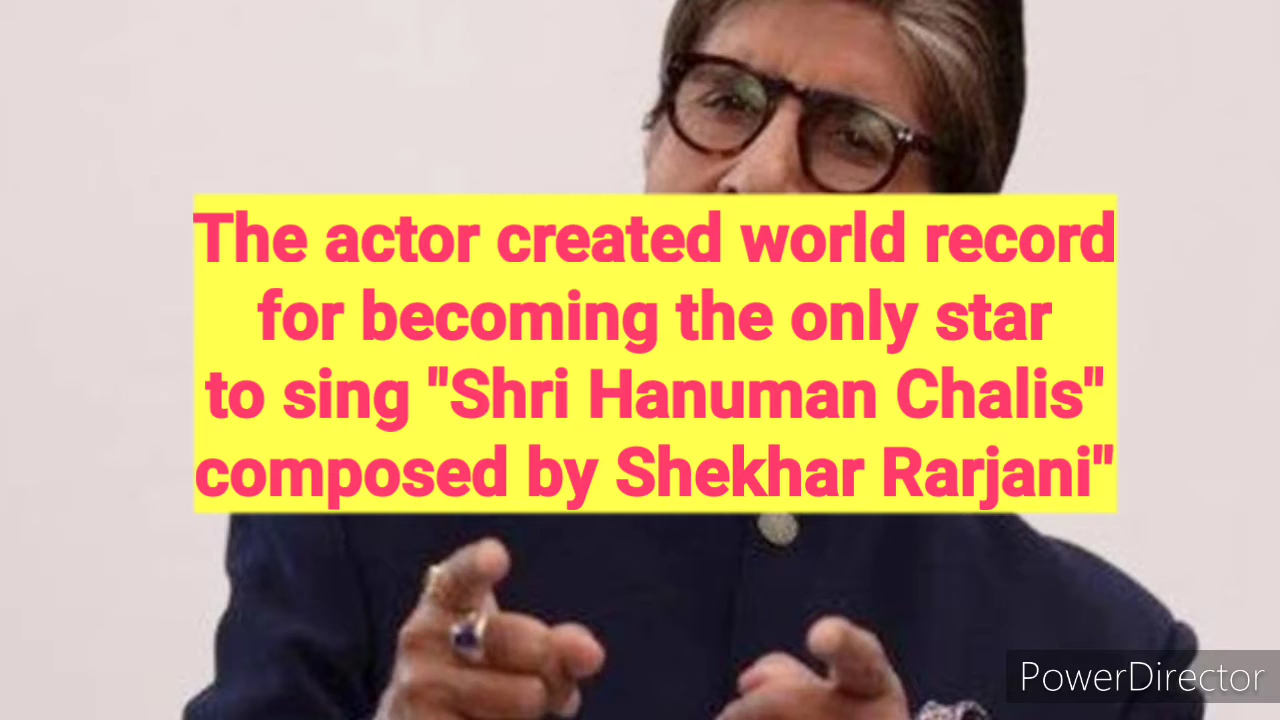 The actor created world record
for becoming the only star
to sing "Shri Hanuman Chalis"
composed by Shekhar Rarjani"
PowerDirector